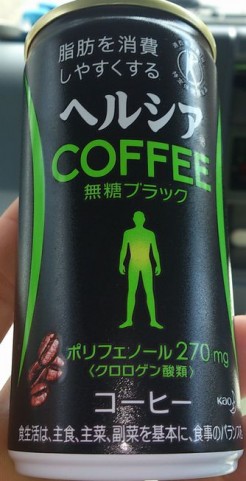 脂肪を消費
しやすくする
ヘルシア
COFFEE
無糖ブラック
ポリフェノール270mg
〈クロロゲン酸類〉
コーヒー
Kao
食生活は、主食、主菜、副菜を基本に、食事のバランスを